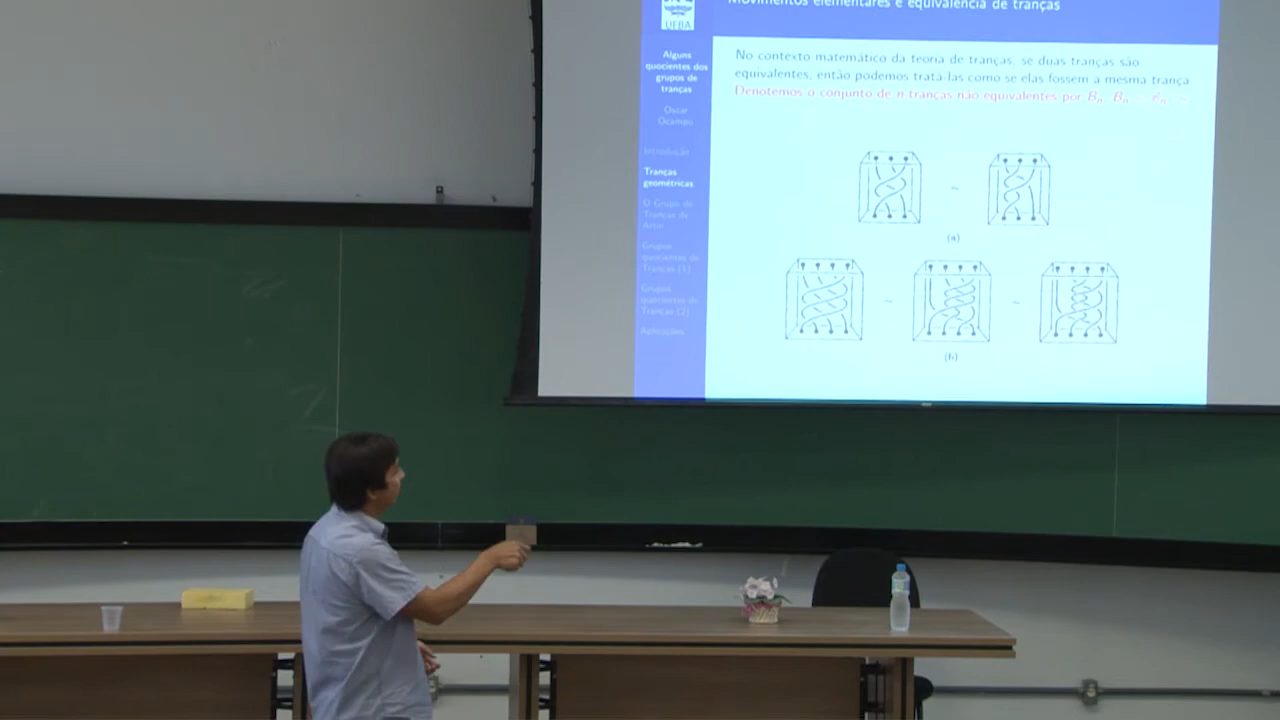 Movimentos elementares e equivalência de tranças
UFBA
Alguns
quocientes dos
grupos de
tranças
Oscar
Ocampo
Introdução
Tranças
geométricas
O Grupo de
Tranças de
Artin
Grupos
quocientes de
Tranças (1)
Grupos
quocientes de
Tranças (2)
Aplicações
No contexto matemático da teoria de tranças, se duas tranças são
equivalentes, então podemos tratá-las como se elas fossem a mesma trança
Denotemos o conjunto de n-tranças não equivalentes por Bn, Bn
~
(a)
~ ~
(b)